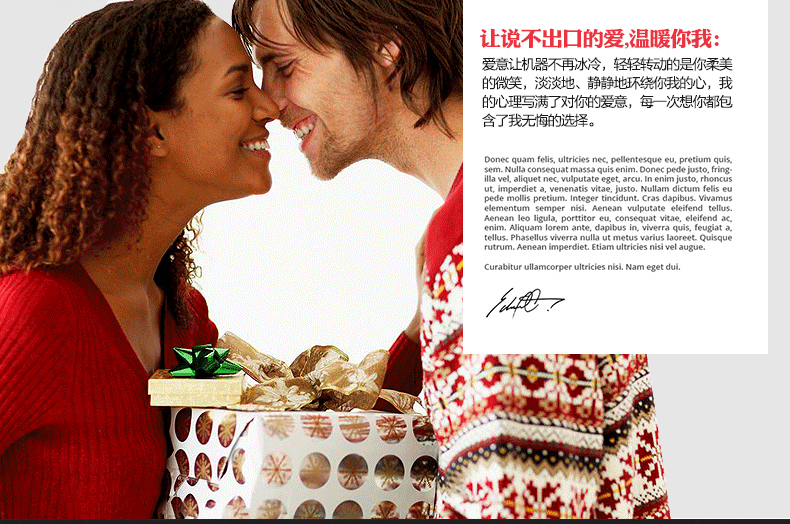 让说不出口的爱,温暖你我：
爱意让机器不再冰冷，轻轻转动的是你柔美
的微笑，淡淡地、静静地环绕你我的心，我
的心理写满了对你的爱意，每一次想你都包
含了我无悔的选择。
Donec quam felis, ultricies nec, pellentesque eu, pretium quis,
sem. Nulla consequat massa quis enim. Donec pede justo, fring-
illa vel, aliquet nec, vulputate eget, arcu. In enim justo, rhoncus
ut, imperdiet a, venenatis vitae, justo. Nullam dictum felis eu
pede mollis pretium. Integer tincidunt. Cras dapibus. Vivamus
elementum semper nisi. Aenean vulputate eleifend tellus.
Aenean leo ligula, porttitor eu, consequat vitae, eleifend ac,
enim. Aliquam lorem ante, dapibus in, viverra quis, feugiat a,
tellus. Phasellus viverra nulla ut metus varius laoreet. Quisque
rutrum. Aenean imperdiet. Etiam ultricies nisi vel augue.
Curabitur ullamcorper ultricies nisi. Nam eget dui.